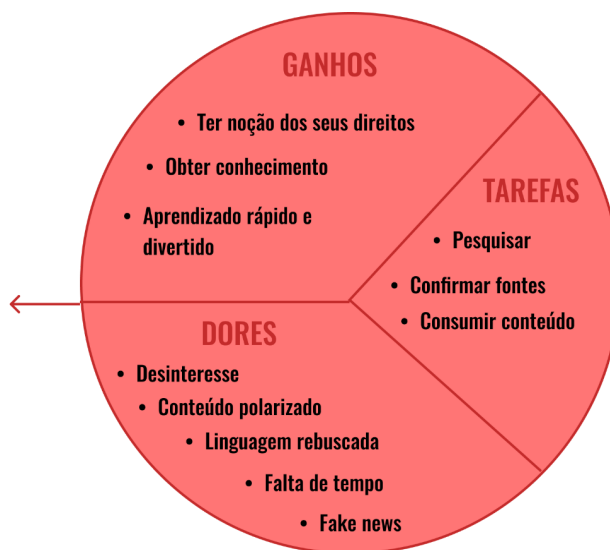 GANHOS
• Ter noção dos seus direitos
• Obter conhecimento
• Aprendizado rápido e
divertido
TAREFAS
• Pesquisar
• Confirmar fontes
• Consumir conteúdo
DORES
• Desinteresse
• Conteúdo polarizado
• Linguagem rebuscada
• Falta de tempo
• Fake news